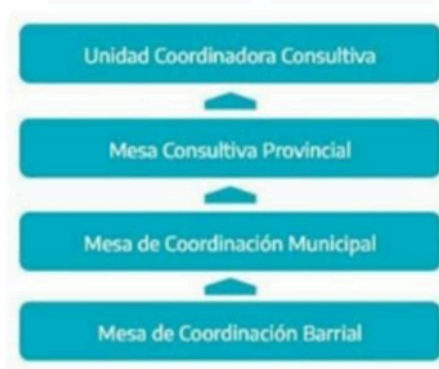 Unidad Coordinadora Consultiva
Mesa Consultiva Provincial
Mesa de Coordinación Municipal
Mesa de Coordinación Barrial